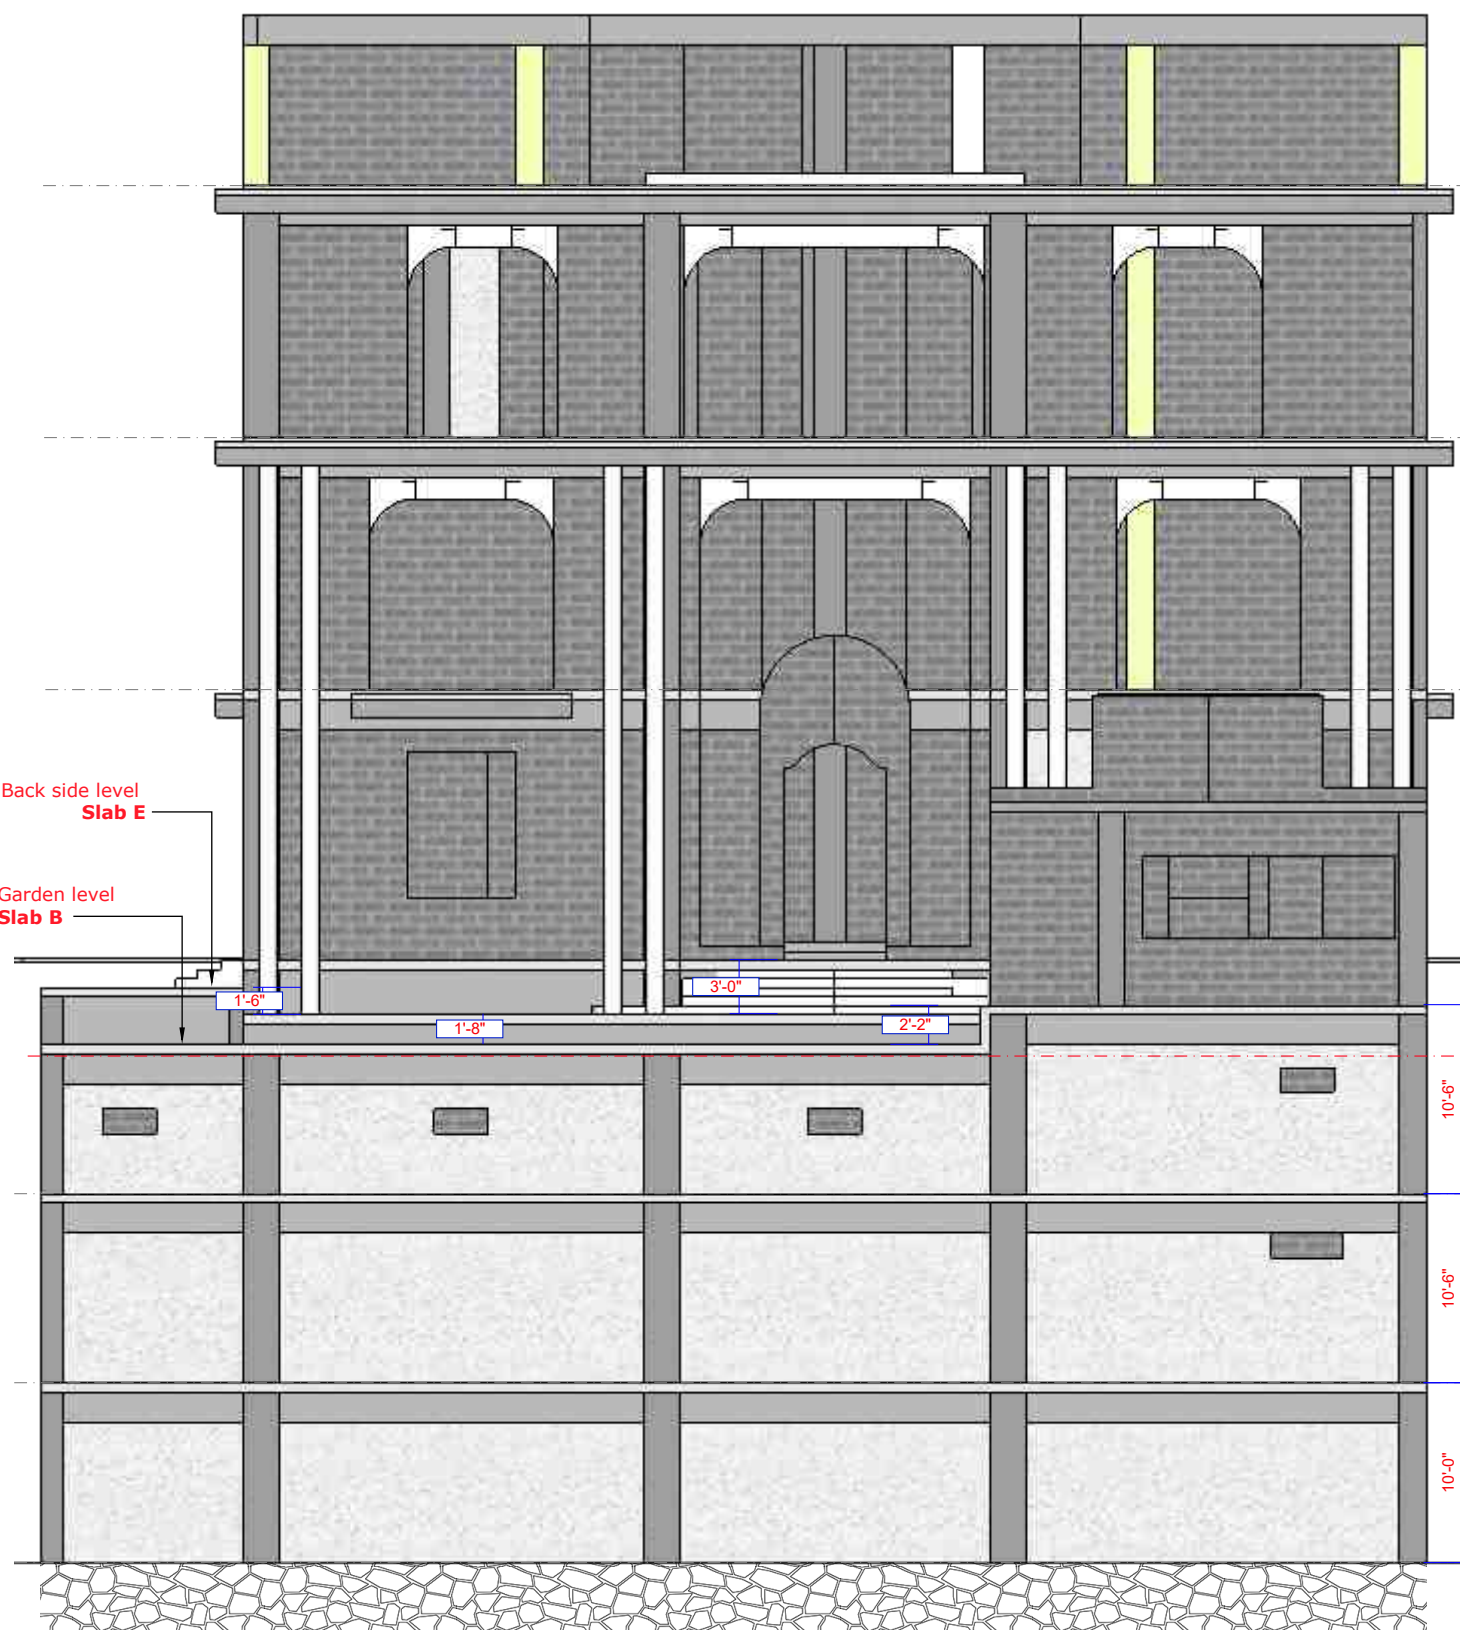 Back side level
Slab E
Garden level
Slab B
1'-6"
3'-0"
1'-8"
2'-2"
10'-6"
10'-6"
10'-0"